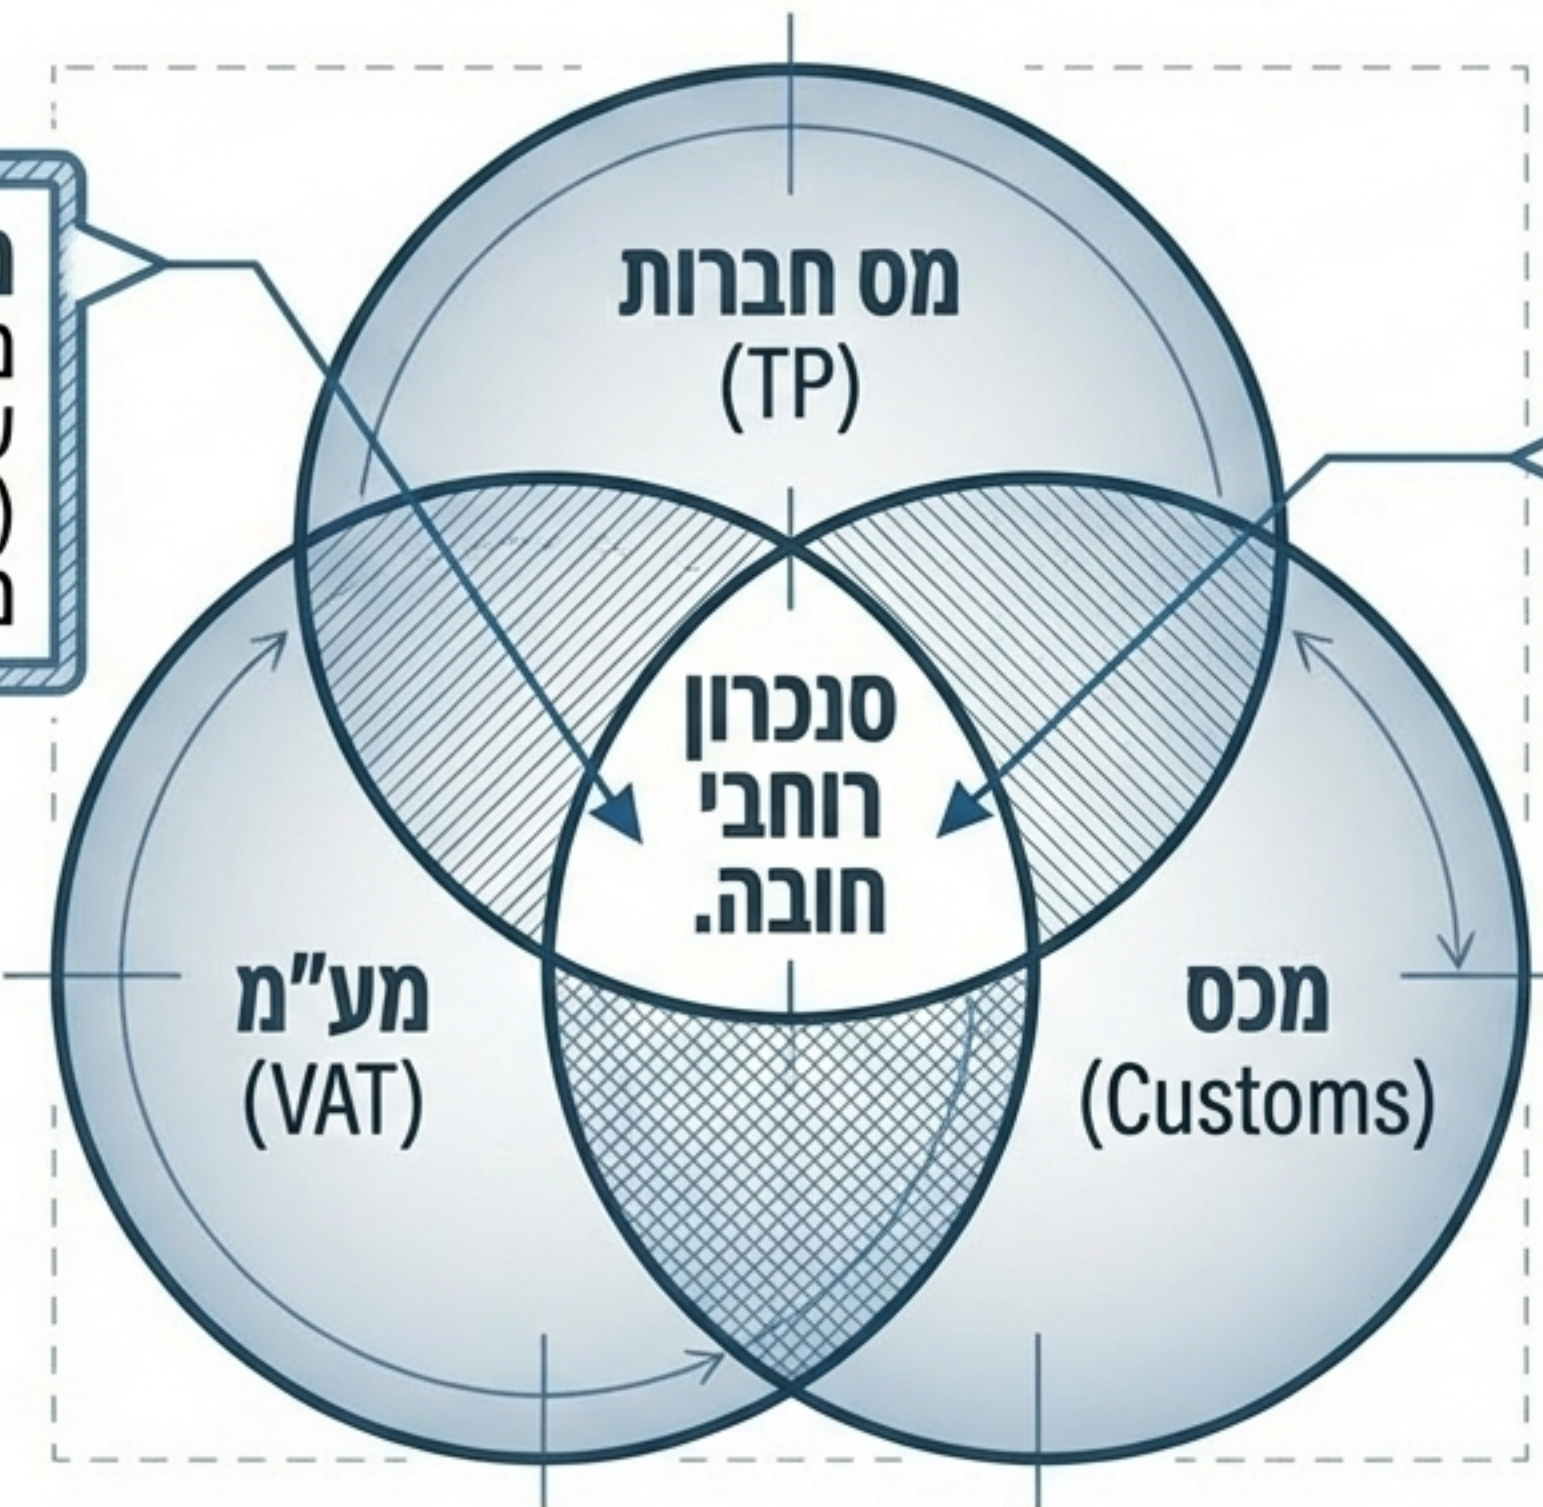 מס חברות
(TP)
סנכרון
רוחבי
חובה.
מע"מ
(VAT)
מכס
(Customs)